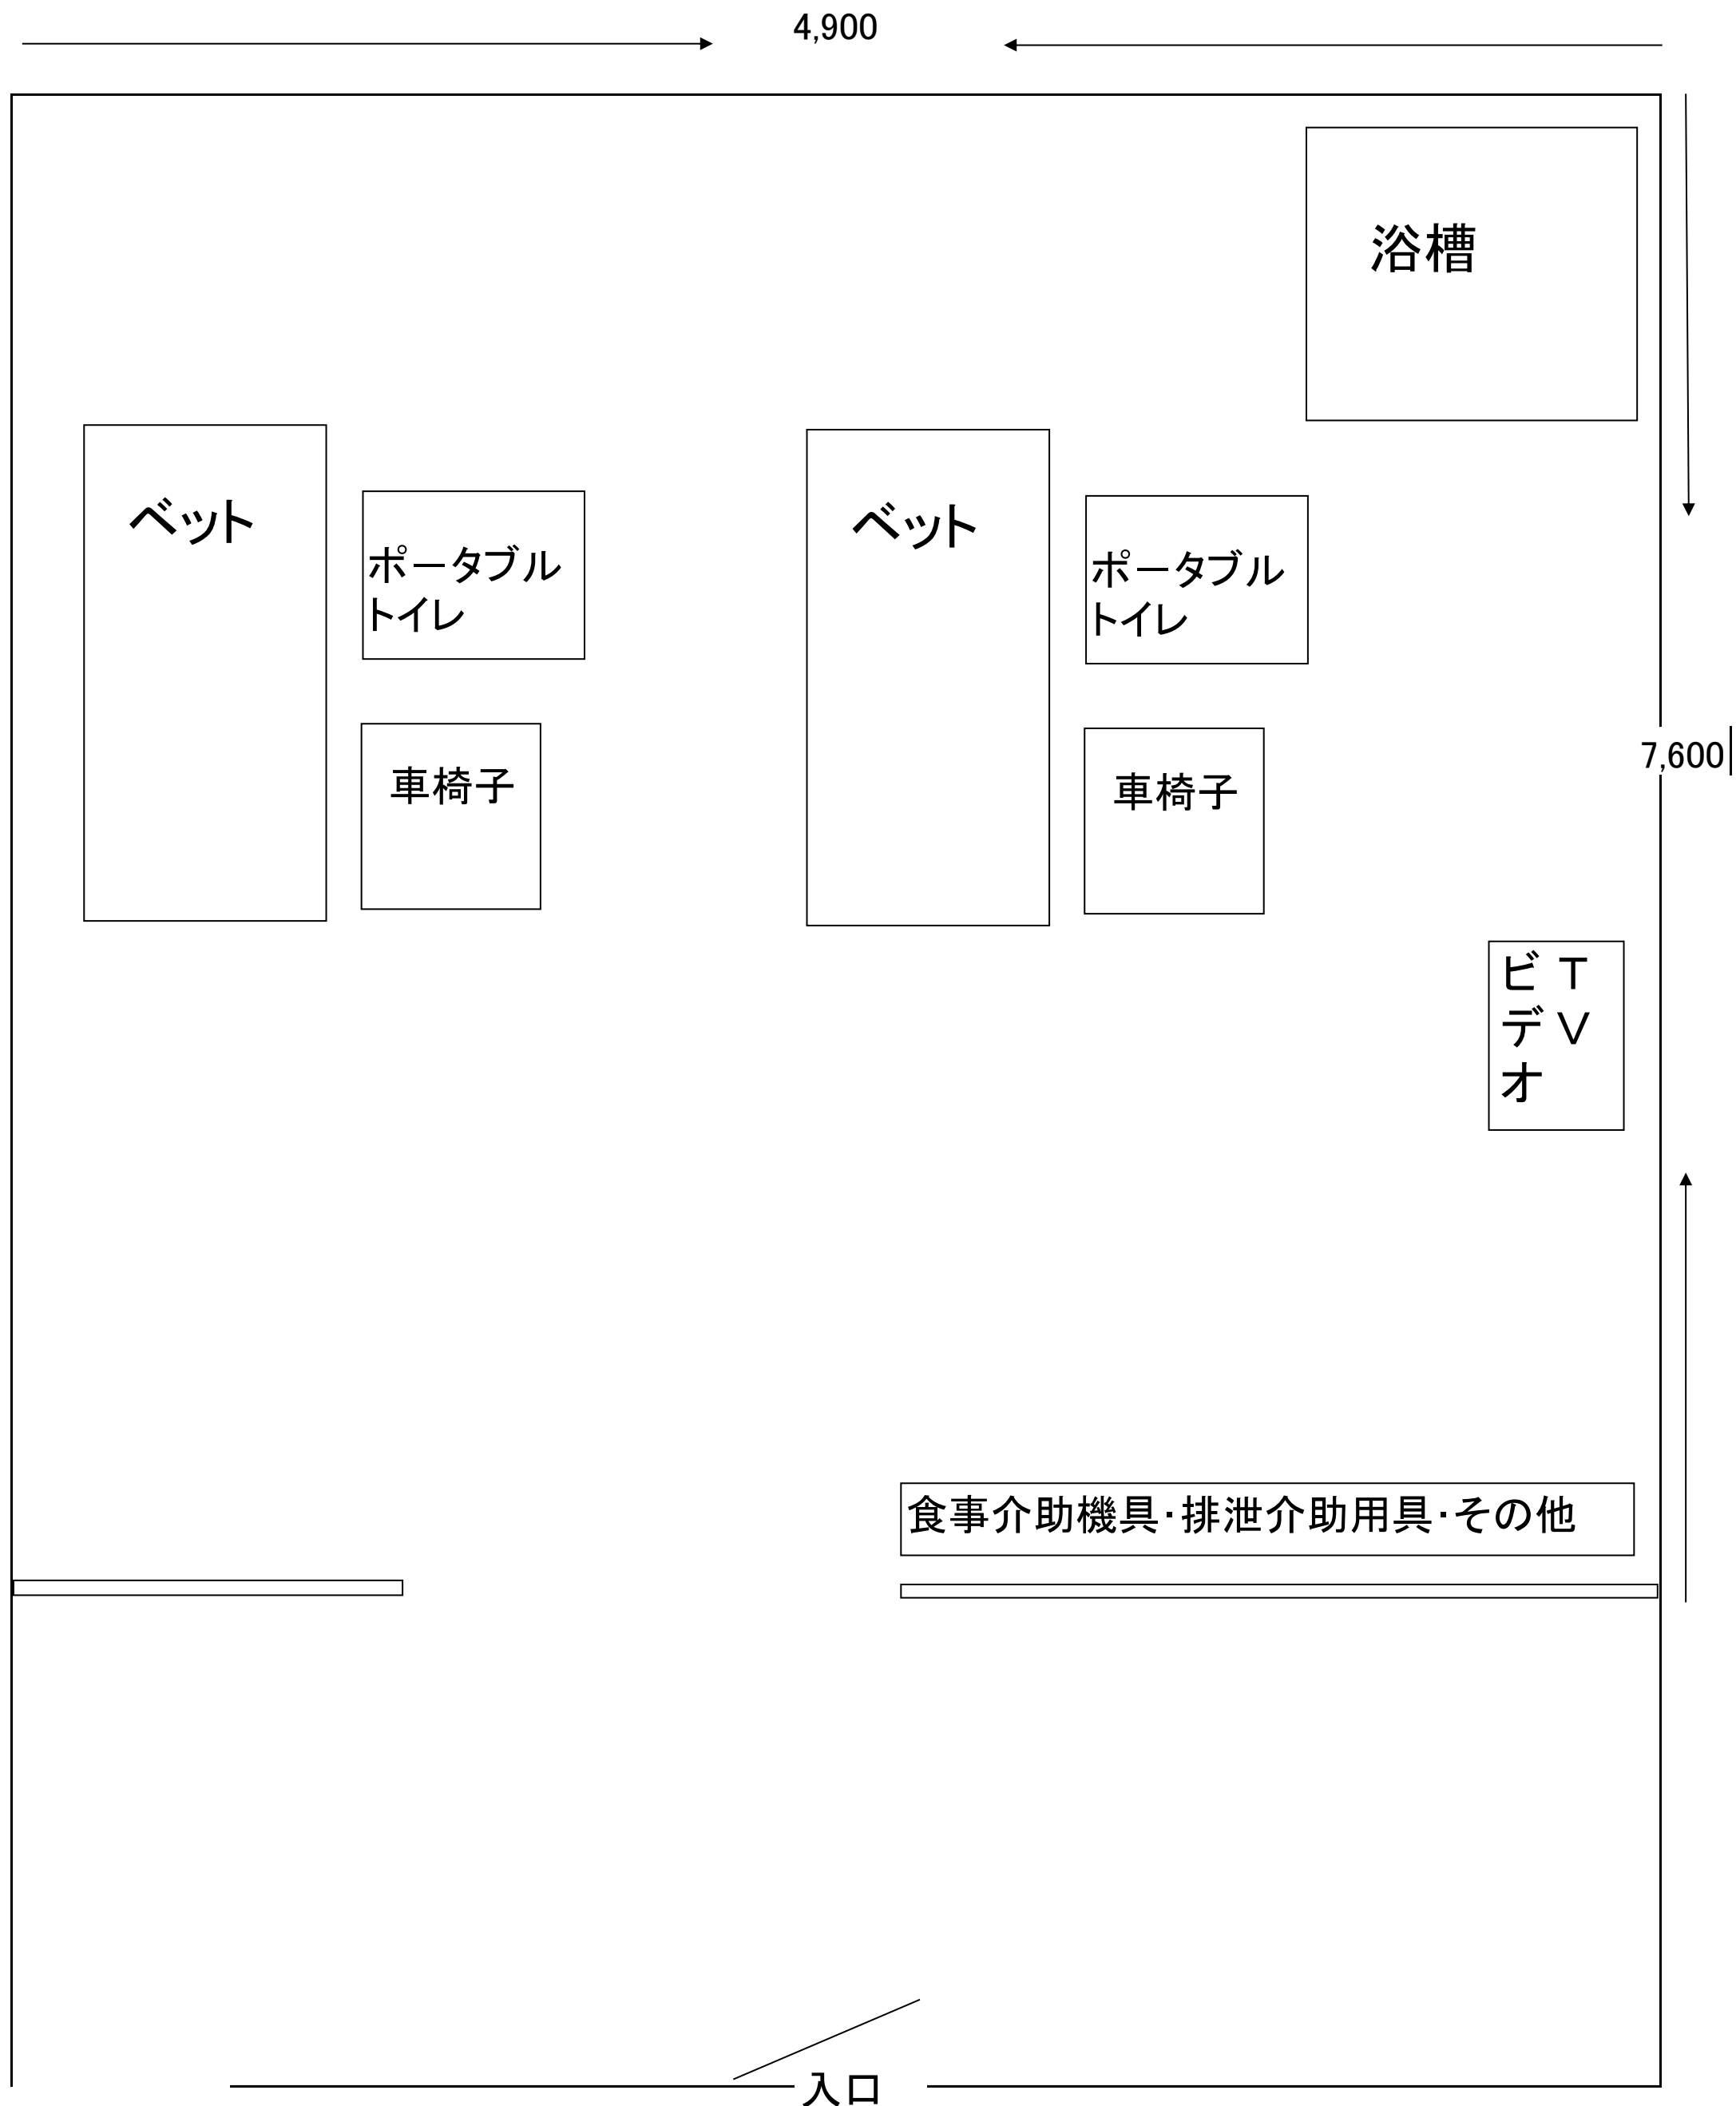 4,900
浴槽
ベット
ベット
ポータブル
トイレ
ポータブル
トイレ
7,600
車椅子
車椅子
TV
ビデオ
食事介助機具・排泄介助用具・その他
入口